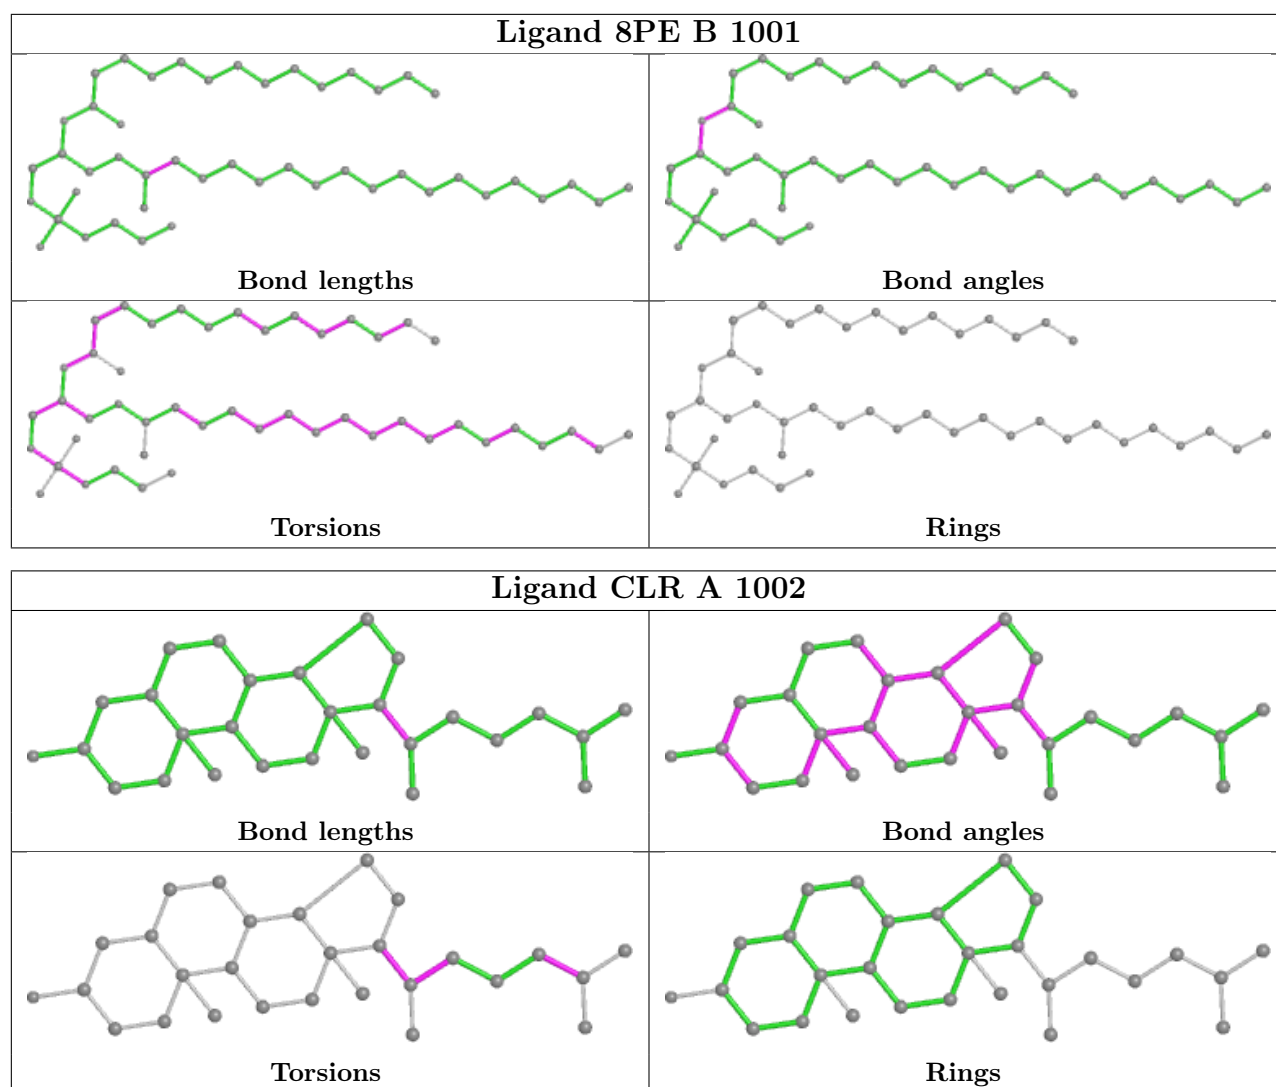 Ligand 8PE B 1001
Bond lengths
Bond angles
Torsions
Rings
Ligand CLR A 1002
Bond lengths
Bond angles
Torsions
Rings